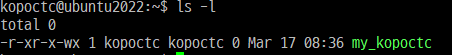 kopoctc@ubuntu2022:~$ ls -l
total 0
-r-xr-x-wx 1 kopoctc kopoctc 0 Mar 17 08:36 my_kopoctc